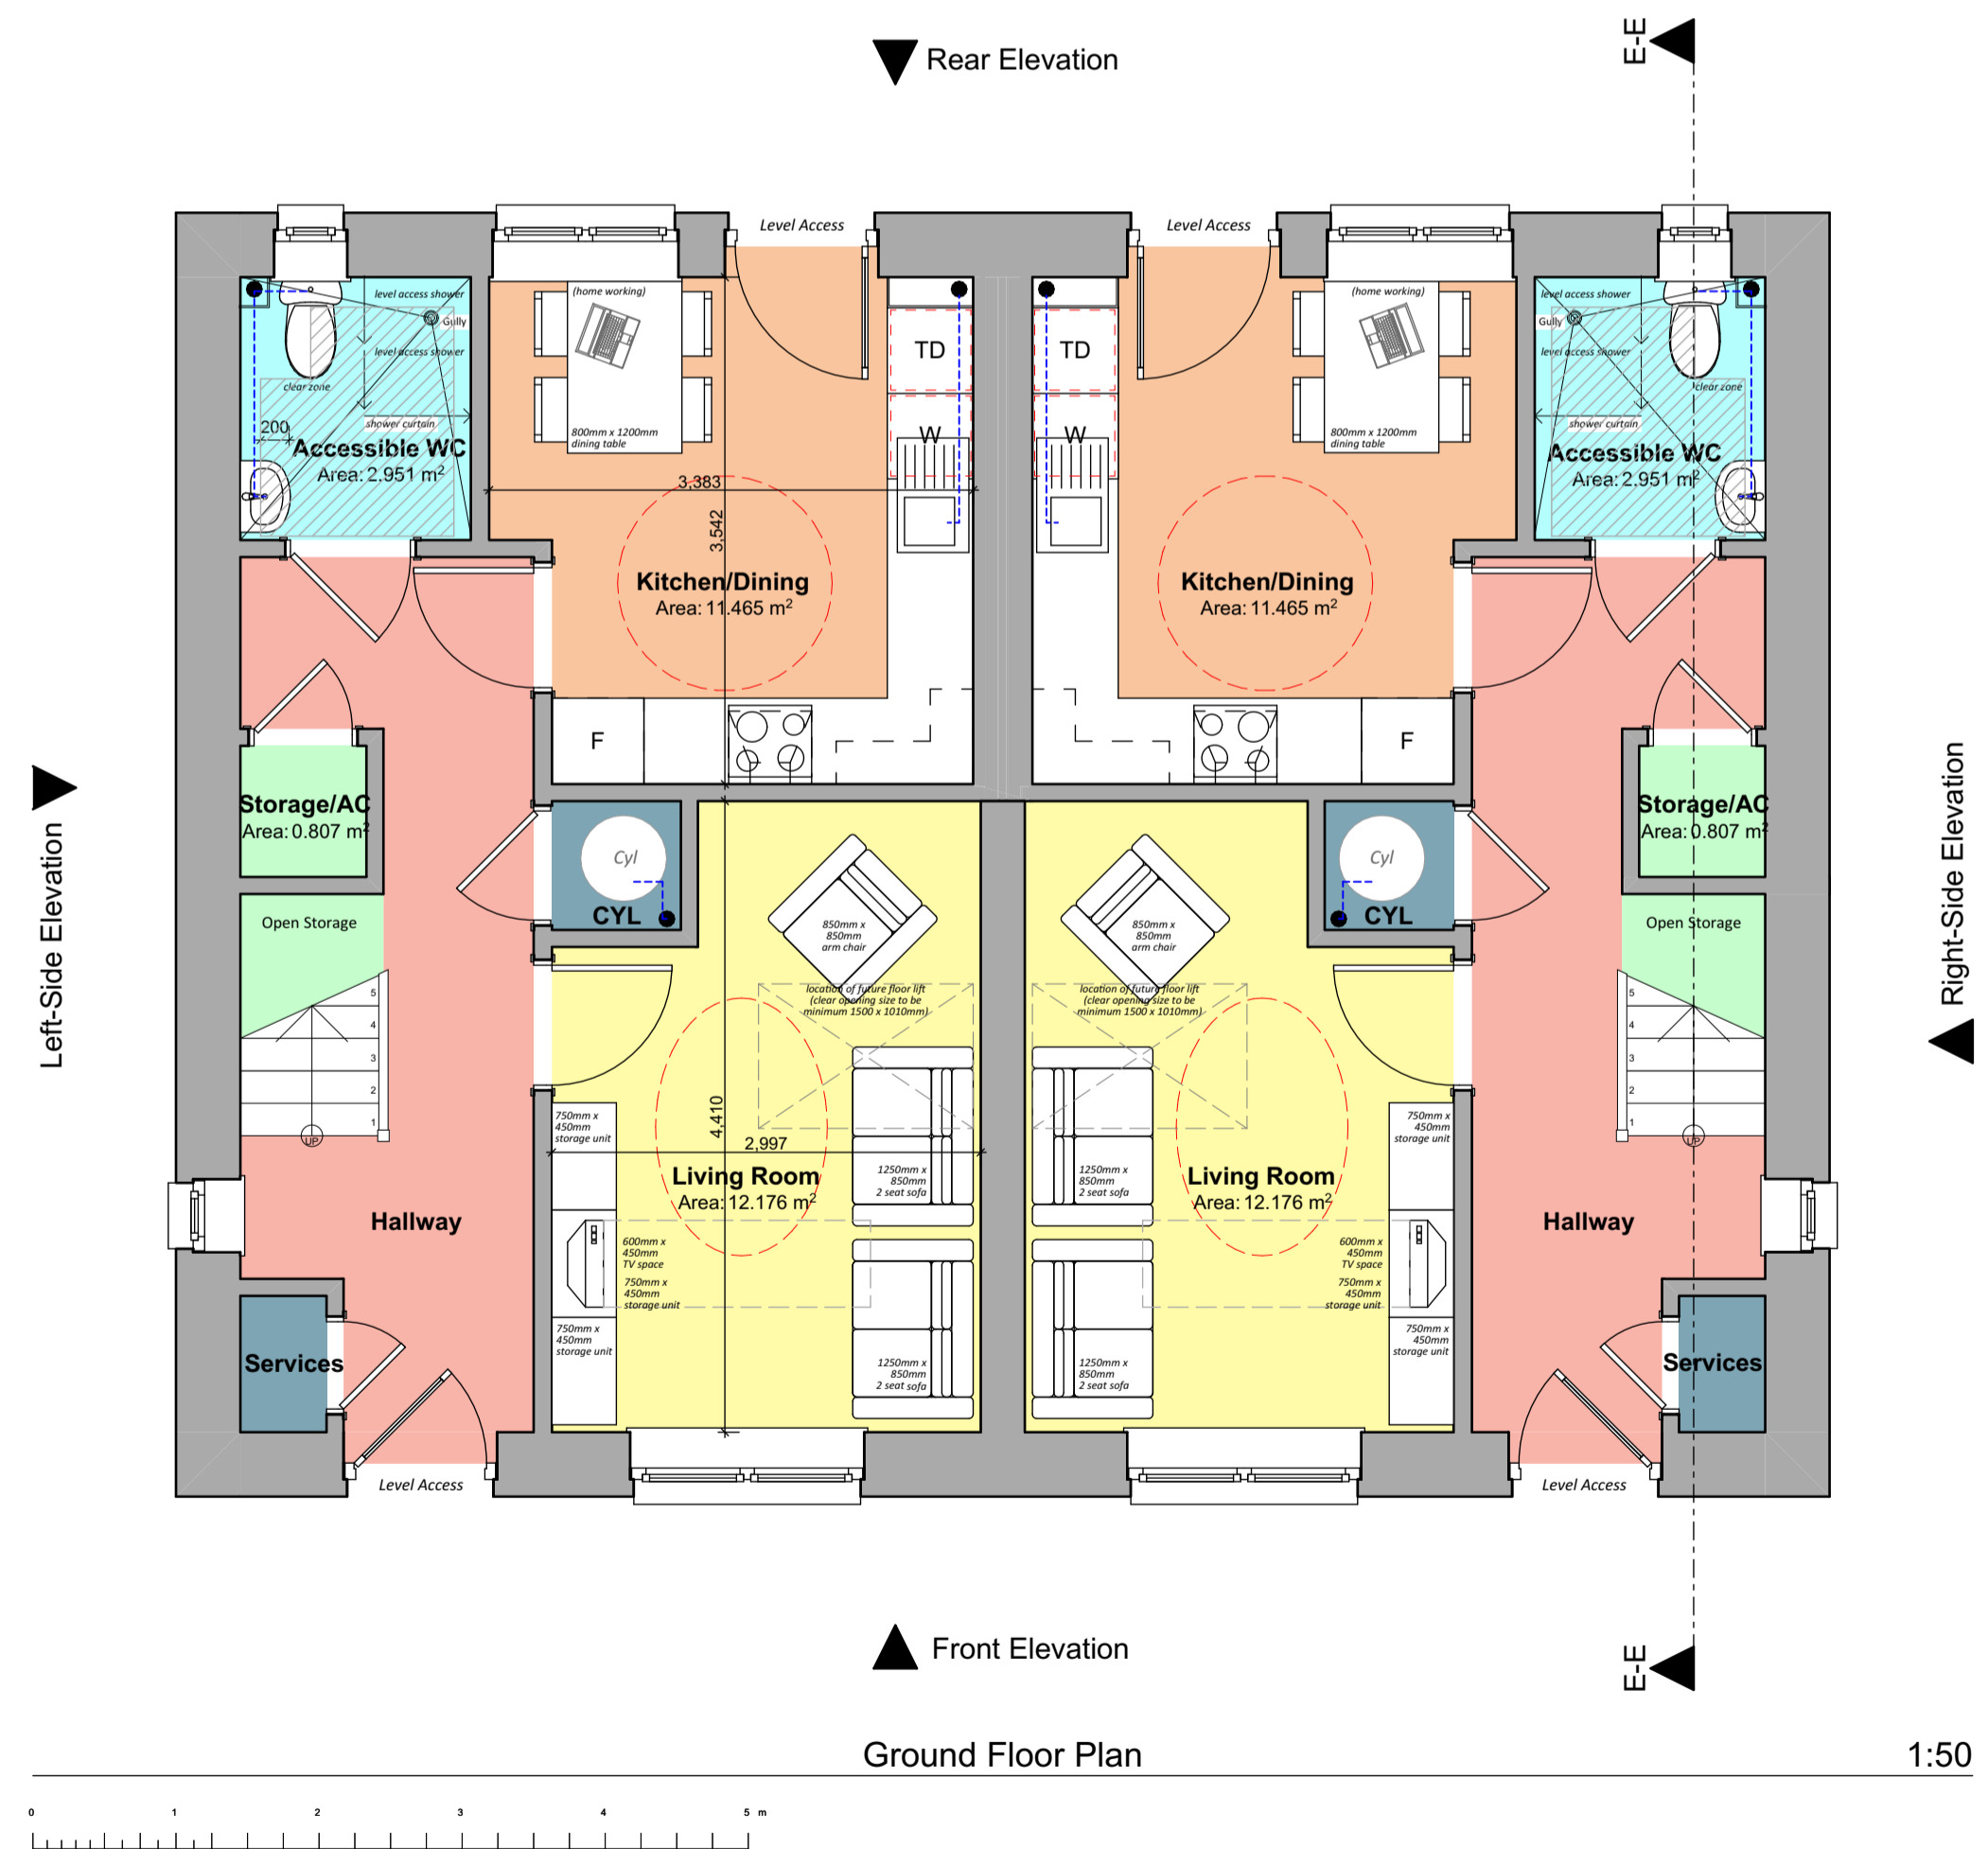 Rear Elevation
E-E
Level Access
Level Access
level access shower
Gully
level access shower
clear zone
shower curtain
200
Accessible WC
Area: 2.951 m²
(home working)
800mm x 1200mm
dining table
TD
W
3,383
3,542
Kitchen/Dining
Area: 11.465 m²
F
TD
W
(home working)
800mm x 1200mm
dining table
Kitchen/Dining
Area: 11.465 m²
F
level access shower
Gully
level access shower
clear zone
shower curtain
Accessible WC
Area: 2.951 m²
Left-Side Elevation
Storage/AC
Area: 0.807 m²
Open Storage
5
4
3
2
1
UP
Cyl
CYL
850mm x
850mm
arm chair
location of future floor lift
(clear opening size to be
minimum 1500 x 1010mm)
4,410
2,997
750mm x
450mm
storage unit
Living Room
Area: 12.176 m²
1250mm x
850mm
2 seat sofa
600mm x
450mm
TV space
750mm x
450mm
storage unit
750mm x
450mm
storage unit
1250mm x
850mm
2 seat sofa
Hallway
Services
Level Access
850mm x
850mm
arm chair
location of future floor lift
(clear opening size to be
minimum 1500 x 1010mm)
Cyl
CYL
1250mm x
850mm
2 seat sofa
Living Room
Area: 12.176 m²
750mm x
450mm
storage unit
600mm x
450mm
TV space
750mm x
450mm
storage unit
750mm x
450mm
storage unit
1250mm x
850mm
2 seat sofa
Storage/AC
Area: 0.807 m²
Open Storage
5
4
3
2
1
UP
Hallway
Services
Level Access
Right-Side Elevation
Front Elevation
E-E
Ground Floor Plan
1:50
0 1 2 3 4 5 m